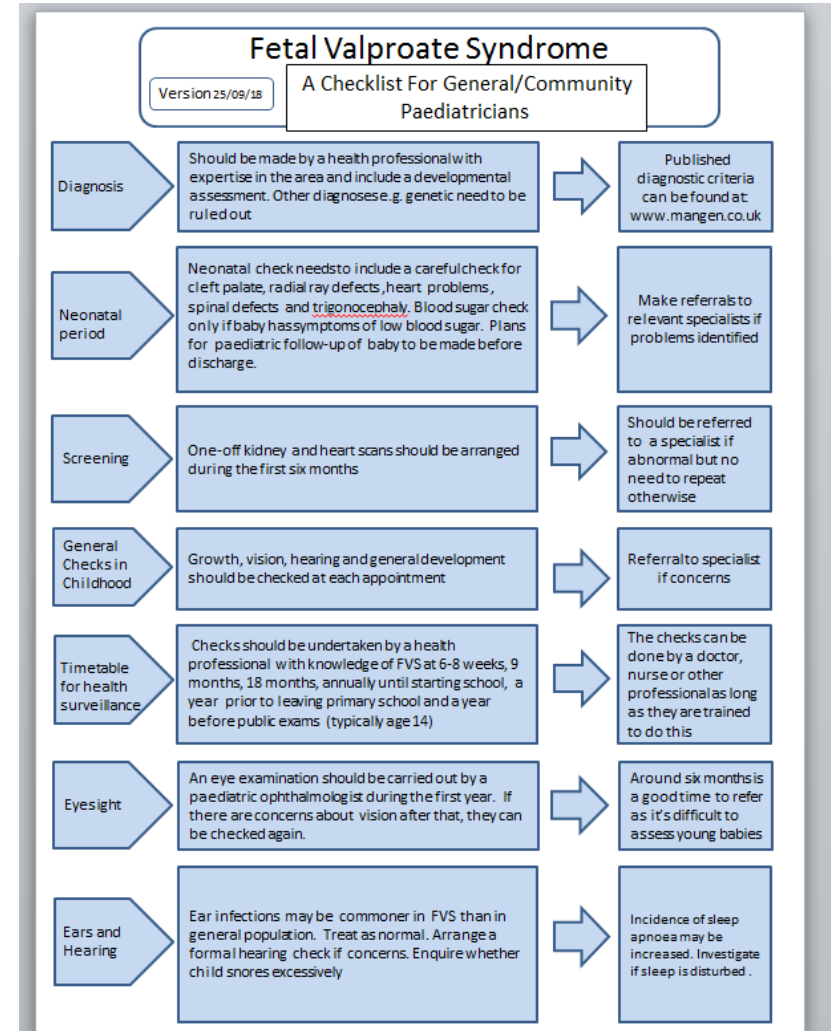 Fetal Valproate Syndrome
Version 25/09/18
A Checklist For General/Community
Paediatricians
Diagnosis
Should be made by a health professional with
expertise in the area and include a developmental
assessment. Other diagnoses e.g. genetic need to be
ruled out
Published
diagnostic criteria
can be found at:
www.mangen.co.uk
Neonatal
period
Neonatal check needs to include a careful check for
cleft palate, radial ray defects, heart problems,
spinal defects and trigonocephaly. Blood sugar check
only if baby has symptoms of low blood sugar. Plans
for paediatric follow-up of baby to be made before
discharge.
Make referrals to
relevant specialists if
problems identified
Screening
One-off kidney and heart scans should be arranged
during the first six months
Should be referred
to a specialist if
abnormal but no
need to repeat
otherwise
General
Checks in
Childhood
Growth, vision, hearing and general development
should be checked at each appointment
Referral to specialist
if concerns
Timetable
for health
surveillance
Checks should be undertaken by a health
professional with knowledge of FVS at 6-8 weeks, 9
months, 18 months, annually until starting school, a
year prior to leaving primary school and a year
before public exams (typically age 14)
The checks can be
done by a doctor,
nurse or other
professional as long
as they are trained
to do this
Eyesight
An eye examination should be carried out by a
paediatric ophthalmologist during the first year. If
there are concerns about vision after that, they can
be checked again.
Around six months is
a good time to refer
as it's difficult to
assess young babies
Ears and
Hearing
Ear infections may be commoner in FVS than in
general population. Treat as normal. Arrange a
formal hearing check if concerns. Enquire whether
child snores excessively
Incidence of sleep
apnoea may be
increased. Investigate
if sleep is disturbed .